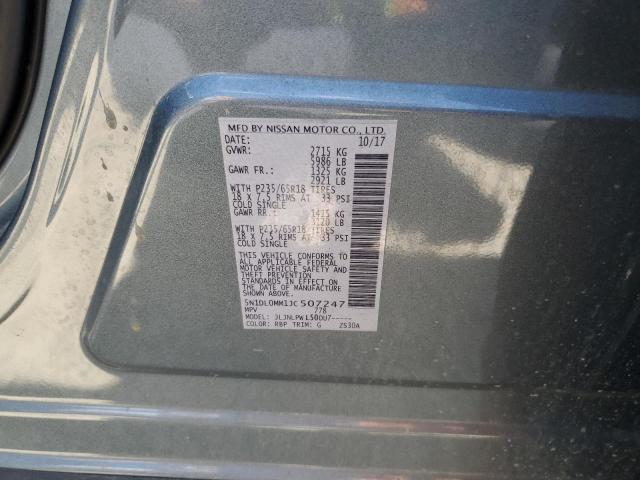 MFD BY NISSAN MOTOR CO., LTD.
DATE: 10/17
GVWR: 2715 KG
5986 LB
GAWR FR.: 1325 KG
2921 LB
WITH P235/65R18 TIRES
18 X 7.5 RIMS AT 33 PSI
COLD SINGLE
GAWR RR.: 1415 KG
3120 LB
WITH P235/65R18 TIRES
18 X 7.5 RIMS AT 33 PSI
COLD SINGLE
THIS VEHICLE CONFORMS TO
ALL APPLICABLE FEDERAL
MOTOR VEHICLE SAFETY AND
THEFT PREVENTION
STANDARDS IN EFFECT ON
THE DATE OF MANUFACTURE
SHOWN ABOVE.
5N1DL0MM1JC507247
MPV 778
MODEL: JLJNLPWL50DU7-----
COLOR: RBP TRIM: G ZS3DA